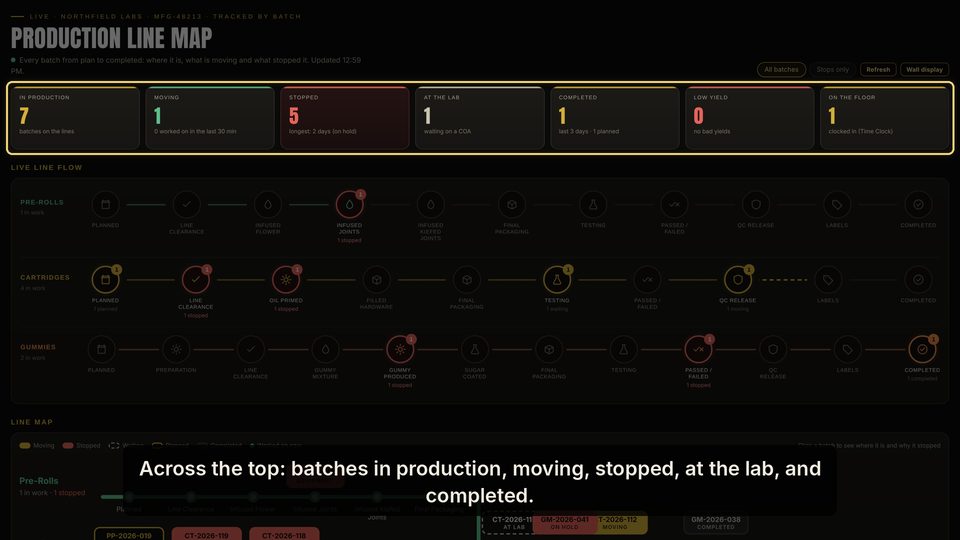 LIVE · NORTHFIELD LABS · MFG-48213 · TRACKED BY BATCH
PRODUCTION LINE MAP
Every batch from plan to completed: where it is, what is moving and what stopped it. Updated 12:59
PM.
All batches
Stops only
Refresh
Wall display
IN PRODUCTION
7
batches on the lines
MOVING
1
0 worked on in the last 30 min
STOPPED
5
longest: 2 days (on hold)
AT THE LAB
1
waiting on a COA
COMPLETED
1
last 3 days · 1 planned
LOW YIELD
0
no bad yields
ON THE FLOOR
1
clocked in (Time Clock)
LIVE LINE FLOW
PRE-ROLLS
1 in work
PLANNED
LINE
CLEARANCE
INFUSED
FLOWER
1
INFUSED
JOINTS
1 stopped
INFUSED
KIEFED
JOINTS
FINAL
PACKAGING
TESTING
PASSED /
FAILED
QC RELEASE
LABELS
COMPLETED
CARTRIDGES
4 in work
1
PLANNED
1 planned
1
LINE
CLEARANCE
1 stopped
1
OIL PRIMED
1 stopped
FILLED
HARDWARE
FINAL
PACKAGING
1
TESTING
1 waiting
PASSED /
FAILED
1
QC RELEASE
1 moving
LABELS
COMPLETED
GUMMIES
2 in work
PLANNED
PREPARATION
LINE
CLEARANCE
GUMMY
MIXTURE
1
GUMMY
PRODUCED
1 stopped
SUGAR
COATED
FINAL
PACKAGING
TESTING
1
PASSED /
FAILED
1 stopped
QC
RELEASE
LABELS
1
COMPLETED
1 completed
LINE MAP
Moving
Stopped
Pre-Rolls
1 in work · 1 stopped
Across the top: batches in production, moving, stopped, at the lab, and
completed.
Joints
PP-2026-019
CT-2026-119
CT-2026-118
CT-2026-11
AT LAB
GM-2026-041
ON HOLD
T-2026-112
MOVING
GM-2026-038
COMPLETED